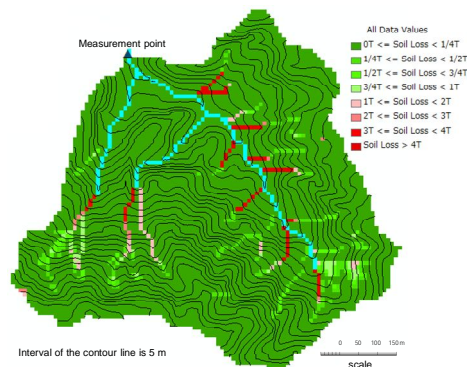 All Data Values
Measurement point
0T <= Soil Loss < 1/4T
1/4T <= Soil Loss < 1/2T
1/2T <= Soil Loss < 3/4T
3/4T <= Soil Loss < 1T
1T <= Soil Loss < 2T
2T <= Soil Loss < 3T
3T <= Soil Loss < 4T
Soil Loss > 4T
Interval of the contour line is 5 m
0 50 100 150m
scale